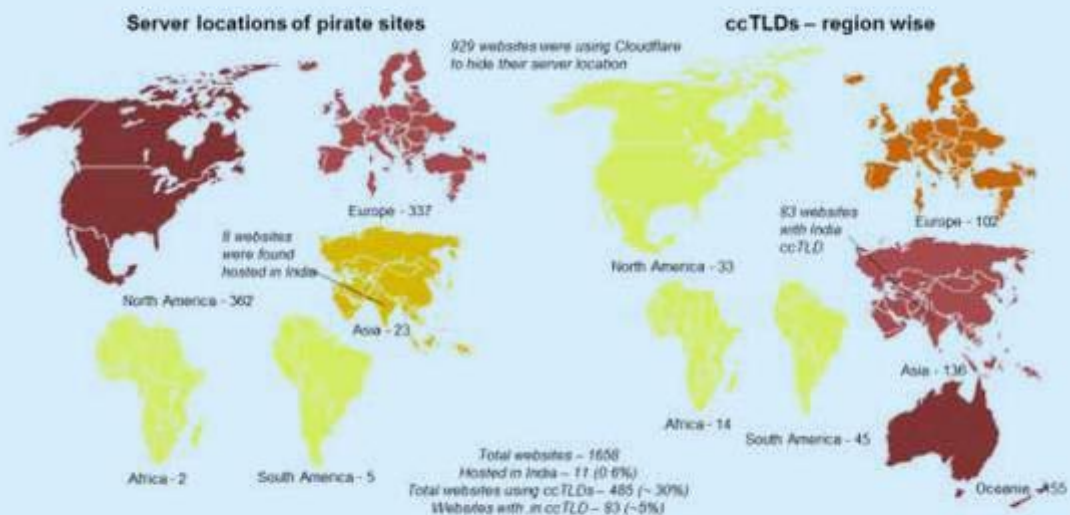 Server locations of pirate sites
929 websites were using Cloudflare
to hide their server location
Europe - 337
8 websites
were found
hosted in India
North America - 362
Asia - 23
Africa - 2
South America - 5
ccTLDs – region wise
83 websites
with India
ccTLD
Europe - 102
North America - 33
Asia - 136
Africa - 14
South America - 45
Oceania - 155
Total websites – 1658
Hosted in India – 11 (0.6%)
Total websites using ccTLDs – 485 (~ 30%)
Websites with .in ccTLD – 83 (~5%)